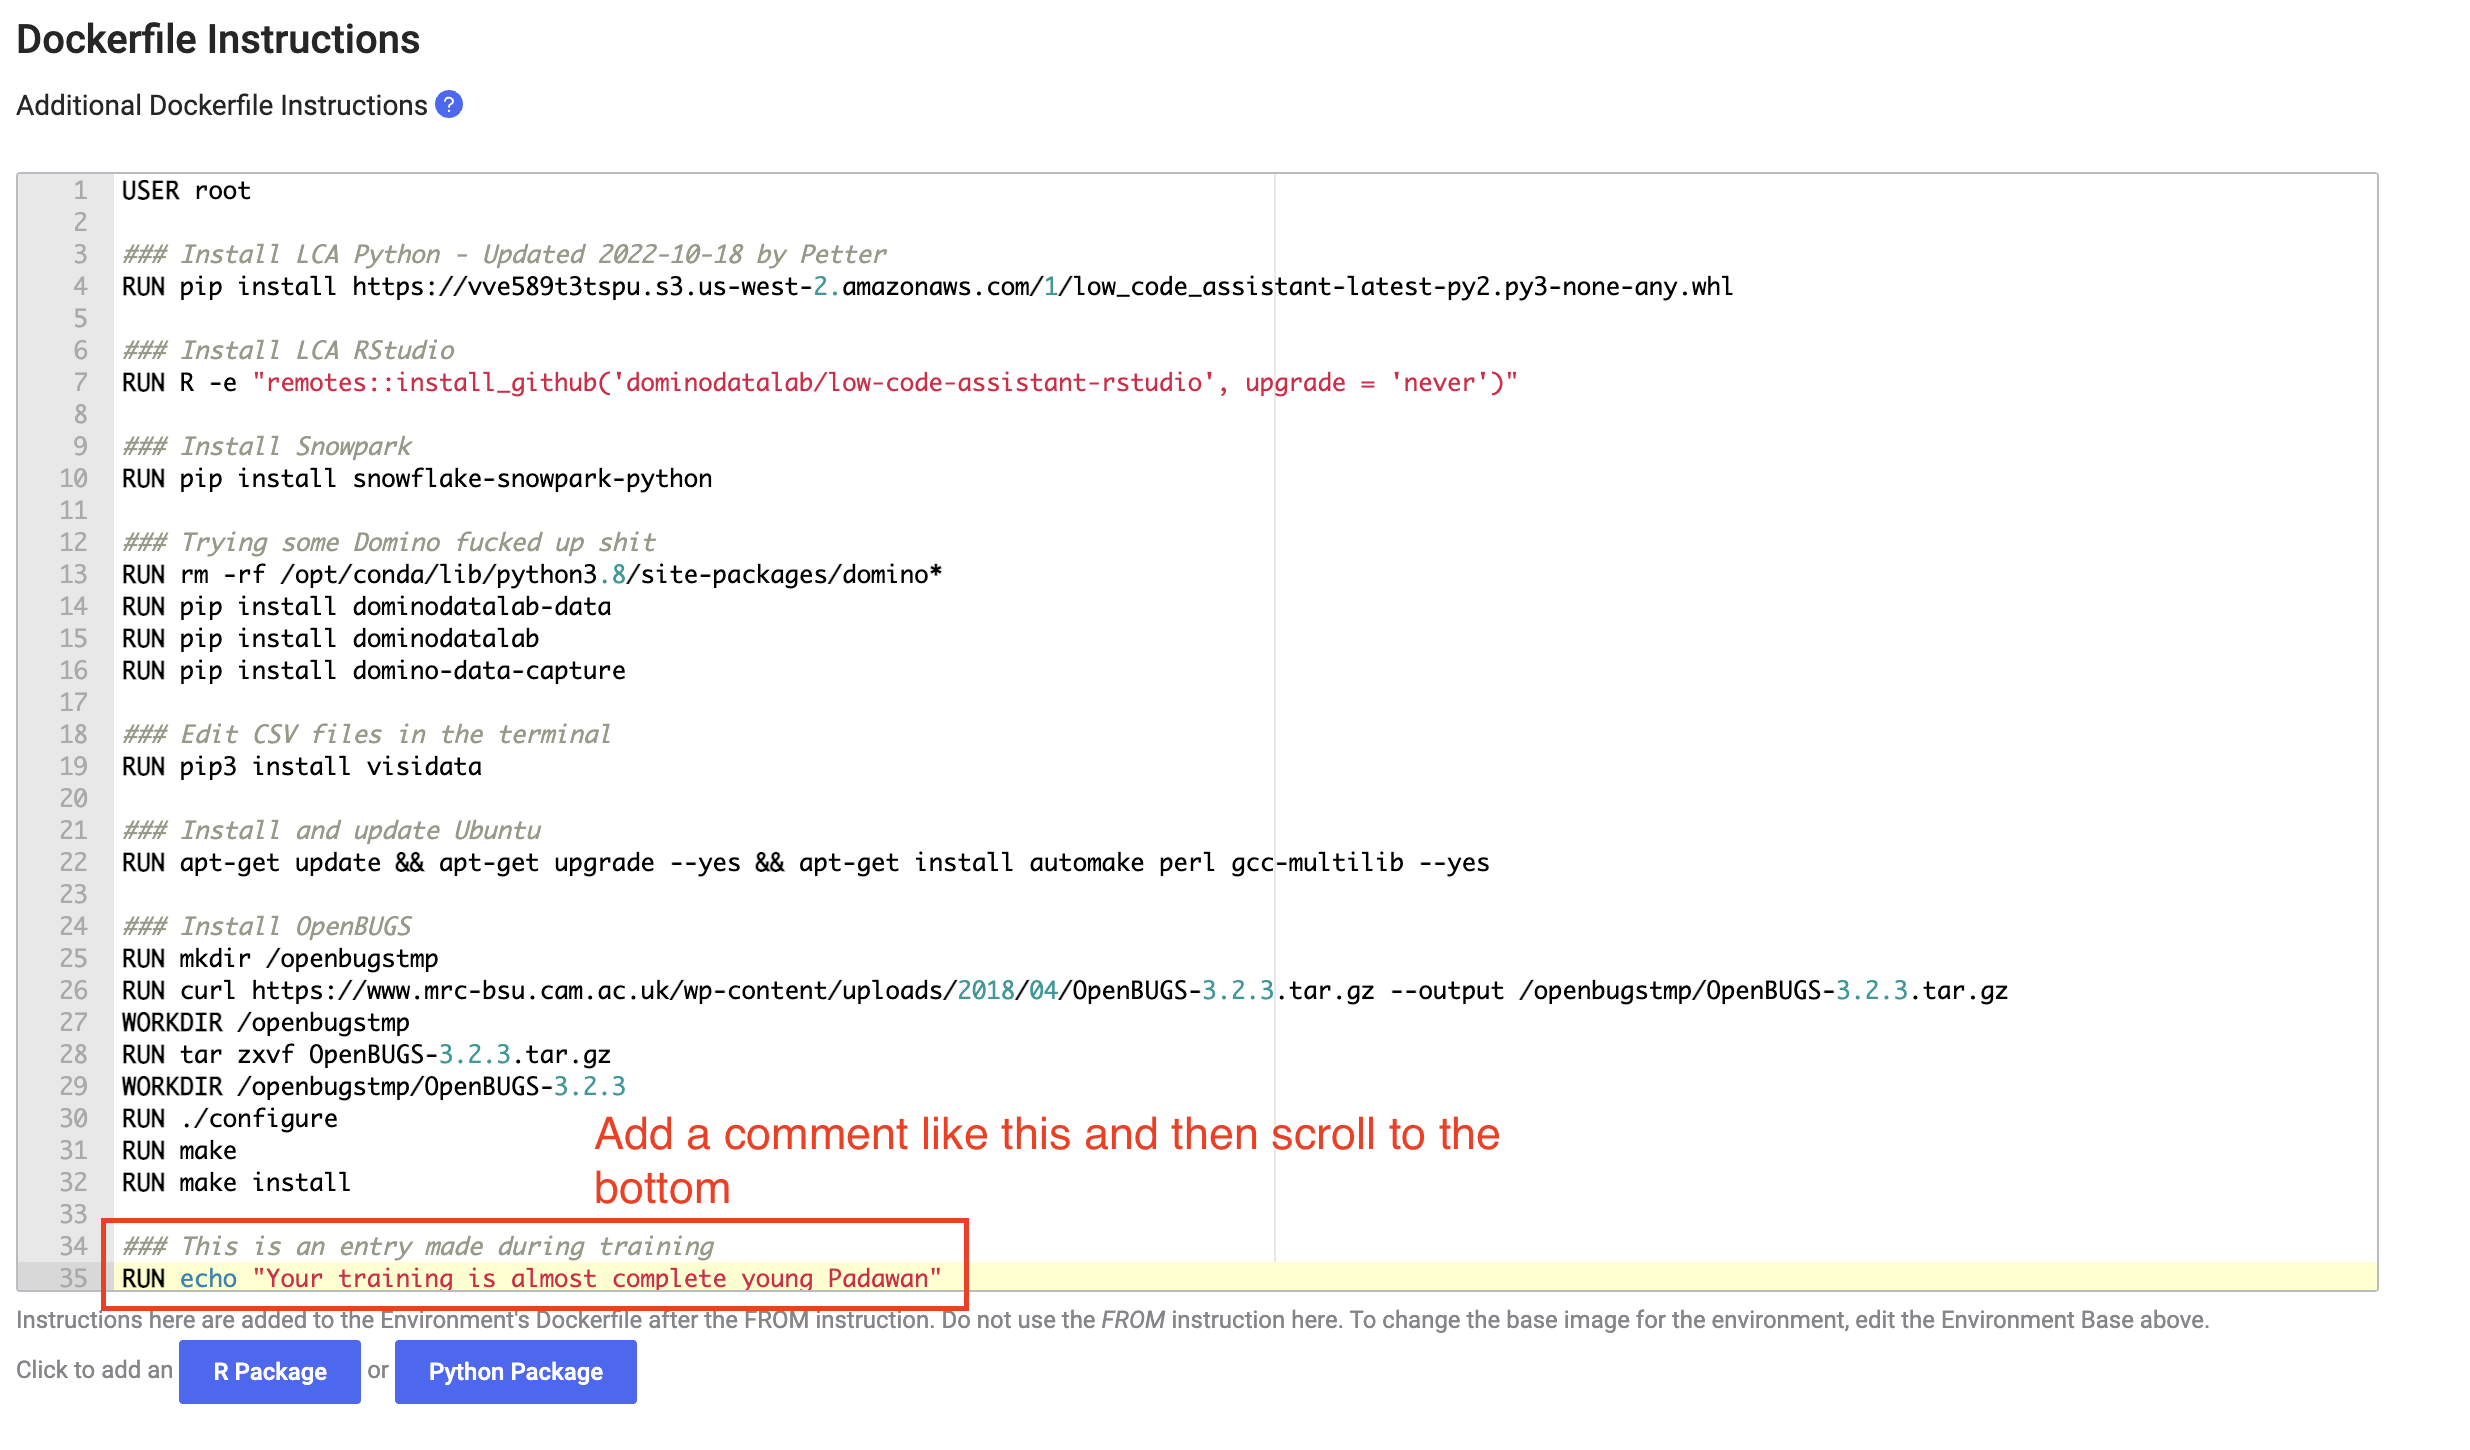 Dockerfile Instructions
Additional Dockerfile Instructions ?
1 USER root
2
3 ### Install LCA Python - Updated 2022-10-18 by Petter
4 RUN pip install https://vve589t3tspu.s3.us-west-2.amazonaws.com/1/low_code_assistant-latest-py2.py3-none-any.whl
5
6 ### Install LCA RStudio
7 RUN R -e "remotes::install_github('dominodatalab/low-code-assistant-rstudio', upgrade = 'never')"
8
9 ### Install Snowpark
10 RUN pip install snowflake-snowpark-python
11
12 ### Trying some Domino fucked up shit
13 RUN rm -rf /opt/conda/lib/python3.8/site-packages/domino*
14 RUN pip install dominodatalab-data
15 RUN pip install dominodatalab
16 RUN pip install domino-data-capture
17
18 ### Edit CSV files in the terminal
19 RUN pip3 install visidata
20
21 ### Install and update Ubuntu
22 RUN apt-get update && apt-get upgrade --yes && apt-get install automake perl gcc-multilib --yes
23
24 ### Install OpenBUGS
25 RUN mkdir /openbugstmp
26 RUN curl https://www.mrc-bsu.cam.ac.uk/wp-content/uploads/2018/04/OpenBUGS-3.2.3.tar.gz --output /openbugstmp/OpenBUGS-3.2.3.tar.gz
27 WORKDIR /openbugstmp
28 RUN tar zxvf OpenBUGS-3.2.3.tar.gz
29 WORKDIR /openbugstmp/OpenBUGS-3.2.3
30 RUN ./configure
31 RUN make
32 RUN make install
Add a comment like this and then scroll to the
bottom
33
34 ### This is an entry made during training
35 RUN echo "Your training is almost complete young Padawan"
Instructions here are added to the Environment's Dockerfile after the FROM instruction. Do not use the FROM instruction here. To change the base image for the environment, edit the Environment Base above.
Click to add an R Package or Python Package